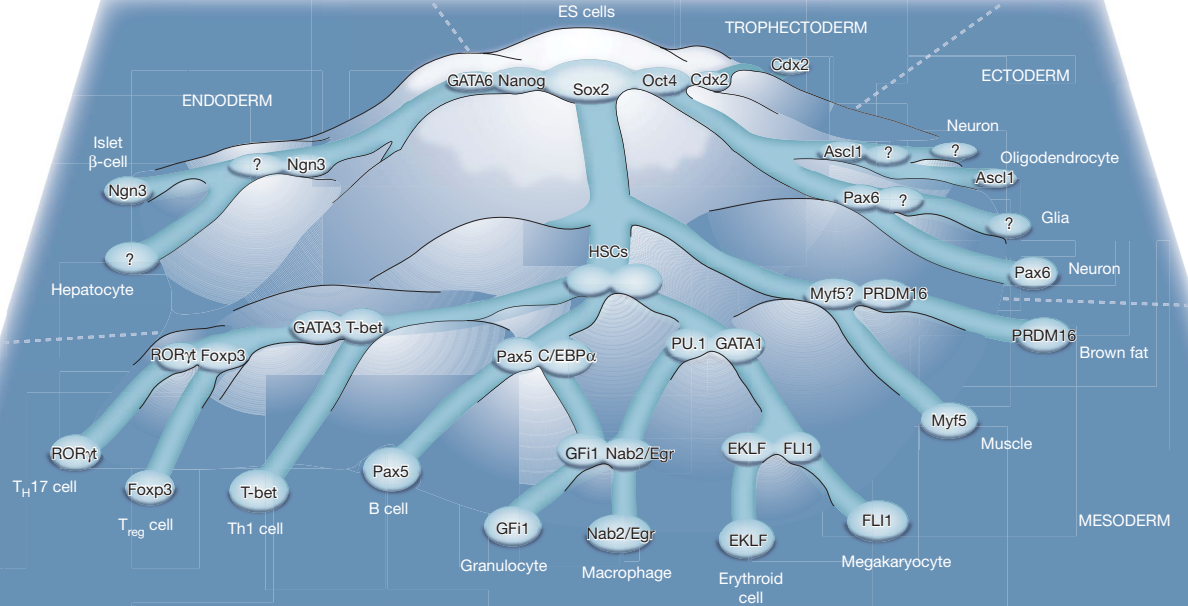 ES cells
TROPHECTODERM
Cdx2
GATA6 Nanog
Sox2
Oct4
Cdx2
ECTODERM
ENDODERM
Neuron
Islet
β-cell
Ascl1
?
?
Oligodendrocyte
?
Ngn3
Ngn3
Ascl1
Pax6
?
?
Glia
HSCs
?
Hepatocyte
Pax6
Neuron
Myf5?
PRDM16
GATA3 T-bet
PRDM16
Brown fat
PU.1
GATA1
RORγt Foxp3
Pax5
C/EBPα
Myf5
Muscle
RORγt
GFi1
Nab2/Egr
EKLF
FLI1
Pax5
TH17 cell
Foxp3
T-bet
B cell
Treg cell
Th1 cell
GFi1
Nab2/Egr
EKLF
FLI1
MESODERM
Granulocyte
Macrophage
Erythroid
cell
Megakaryocyte